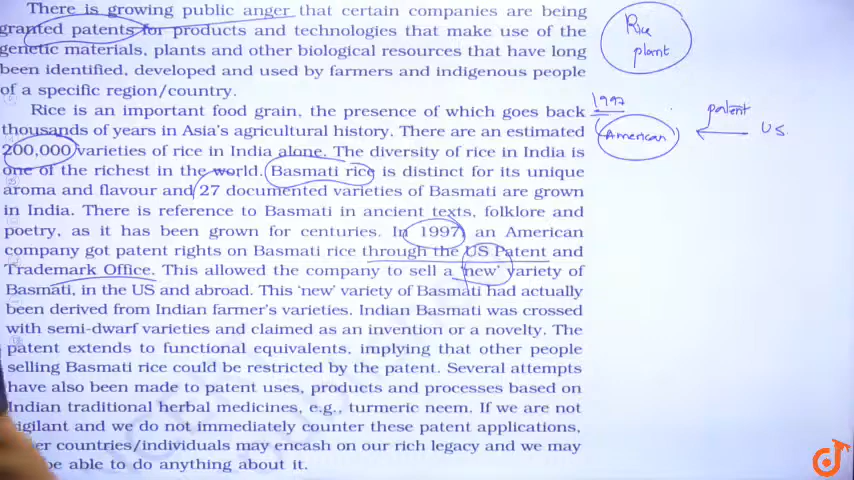 There is growing public anger that certain companies are being
granted patents for products and technologies that make use of the
genetic materials, plants and other biological resources that have long
been identified, developed and used by farmers and indigenous people
of a specific region/country.
Rice is an important food grain, the presence of which goes back
thousands of years in Asia's agricultural history. There are an estimated
200,000 varieties of rice in India alone. The diversity of rice in India is
one of the richest in the world. Basmati rice is distinct for its unique
aroma and flavour and 27 documented varieties of Basmati are grown
in India. There is reference to Basmati in ancient texts, folklore and
poetry, as it has been grown for centuries. In 1997, an American
company got patent rights on Basmati rice through the US Patent and
Trademark Office. This allowed the company to sell a 'new' variety of
Basmati, in the US and abroad. This 'new' variety of Basmati had actually
been derived from Indian farmer's varieties. Indian Basmati was crossed
with semi-dwarf varieties and claimed as an invention or a novelty. The
patent extends to functional equivalents, implying that other people
selling Basmati rice could be restricted by the patent. Several attempts
have also been made to patent uses, products and processes based on
Indian traditional herbal medicines, e.g., turmeric neem. If we are not
vigilant and we do not immediately counter these patent applications,
countries/individuals may encash on our rich legacy and we may
be able to do anything about it.
Rice
plant
1997
patent
American
US